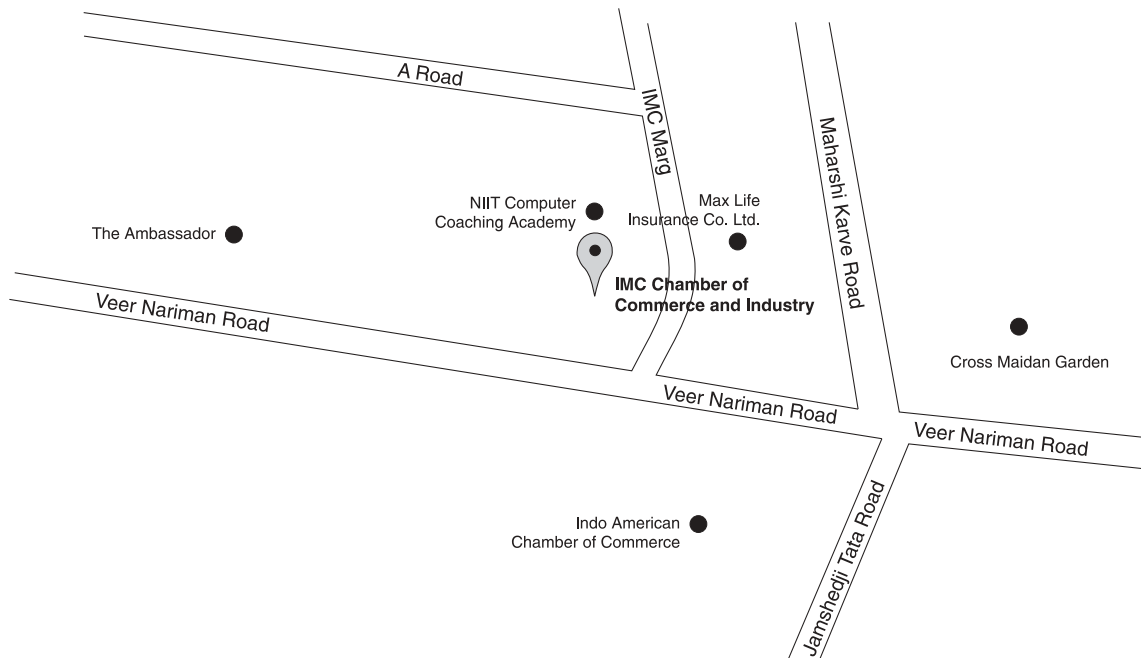 A Road
IMC Marg
Maharshi Karve Road
NIIT Computer
Coaching Academy
Max Life
Insurance Co. Ltd.
The Ambassador
IMC Chamber of
Commerce and Industry
Veer Nariman Road
Cross Maidan Garden
Veer Nariman Road
Veer Nariman Road
Indo American
Chamber of Commerce
Jamshedji Tata Road